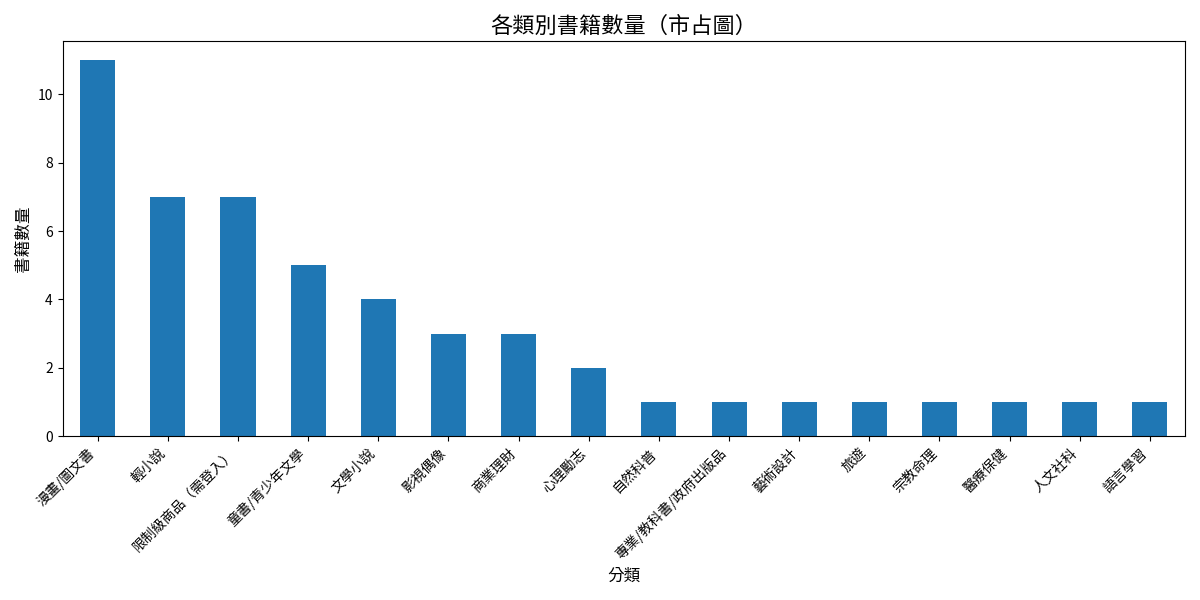 各類別書籍數量（市占圖）
書籍數量
10
8
6
4
2
0
漫畫/圖文書
輕小說
限制級商品（需登入）
童書/青少年文學
文學小說
影視偶像
商業理財
心理勵志
自然科普
專業/教科書/政府出版品
藝術設計
旅遊
宗教命理
醫療保健
人文社科
語言學習
分類